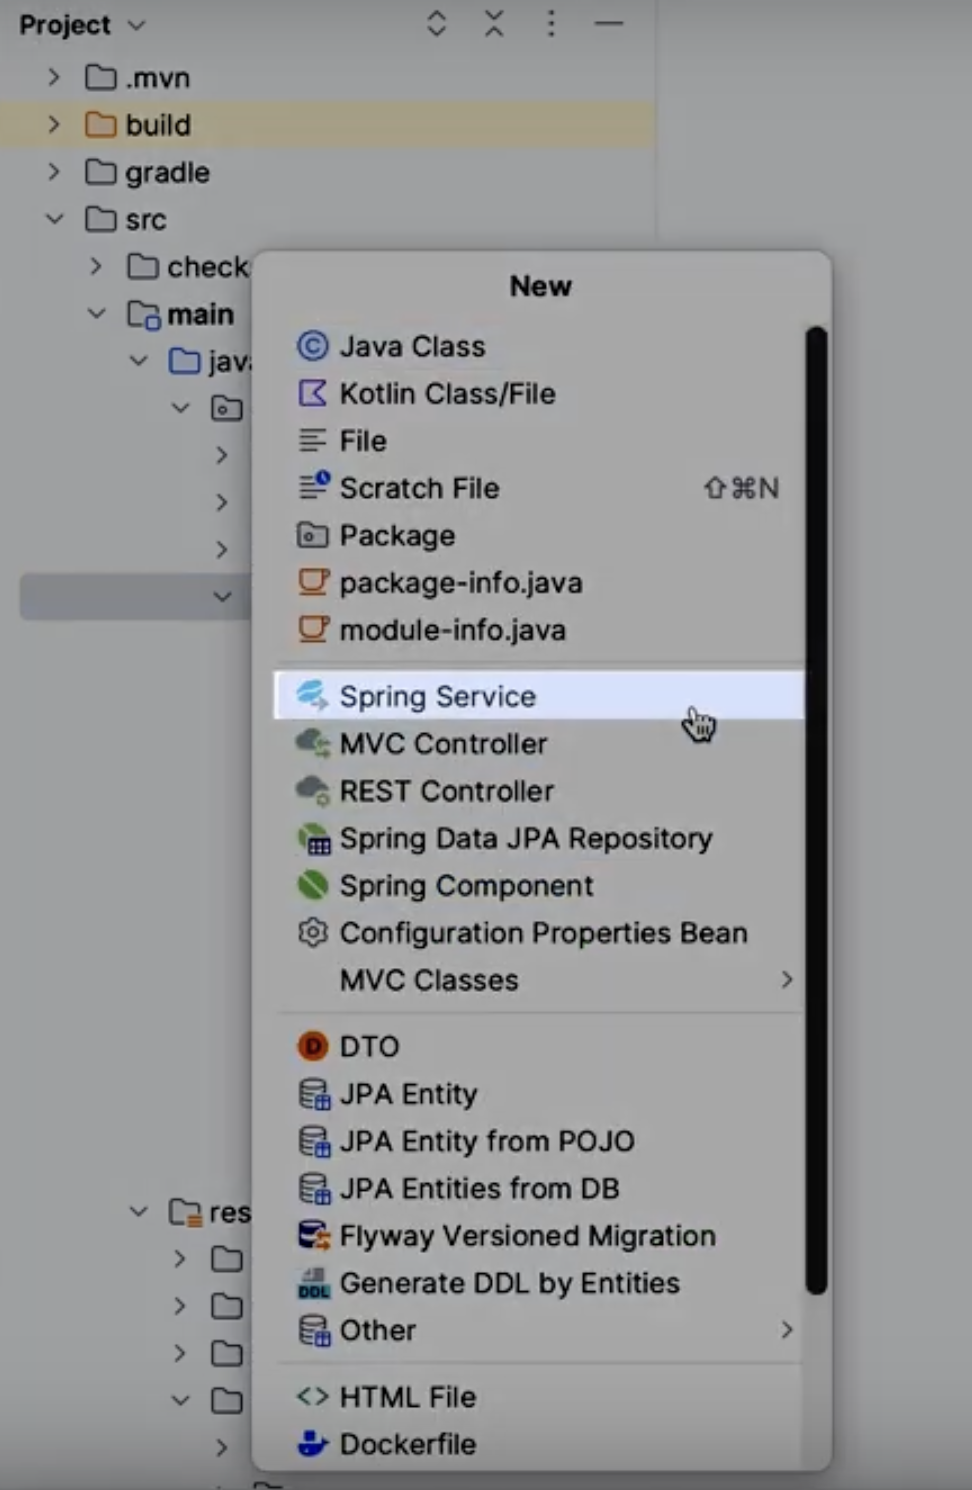 Project
.mvn
build
gradle
src
check
main
java
New
Java Class
Kotlin Class/File
File
Scratch File ⇧⌘N
Package
package-info.java
module-info.java
Spring Service
MVC Controller
REST Controller
Spring Data JPA Repository
Spring Component
Configuration Properties Bean
MVC Classes
D DTO
JPA Entity
JPA Entity from POJO
JPA Entities from DB
Flyway Versioned Migration
DDL Generate DDL by Entities
Other
res
HTML File
Dockerfile